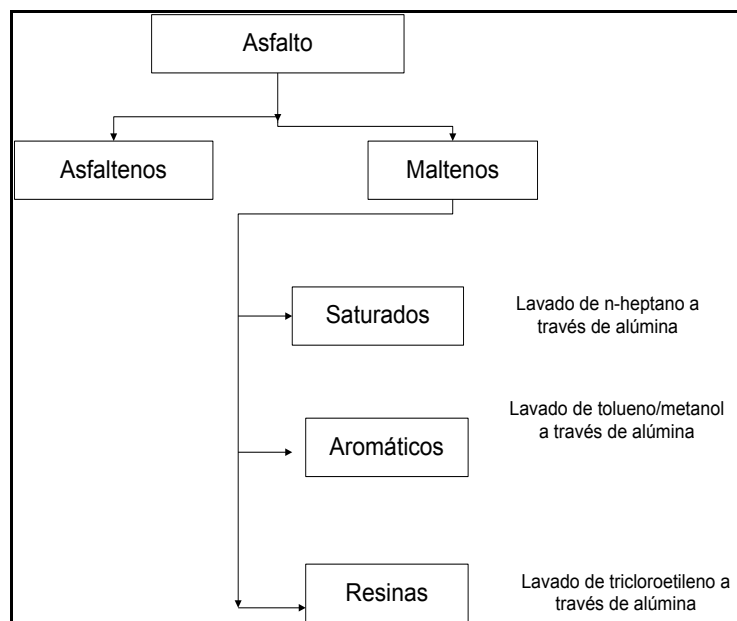 Asfalto
Asfaltenos
Maltenos
Saturados
Lavado de n-heptano a
través de alúmina
Aromáticos
Lavado de tolueno/metanol
a través de alúmina
Resinas
Lavado de tricloroetileno a
través de alúmina